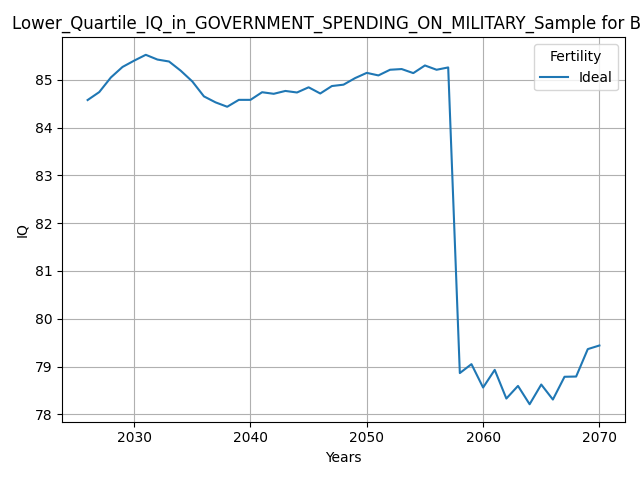 Lower_Quartile_IQ_in_GOVERNMENT_SPENDING_ON_MILITARY_Sample for B
Fertility
Ideal
85
84
83
82
81
80
79
78
IQ
2030 2040 2050 2060 2070
Years